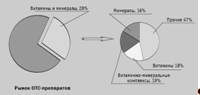 Витамины и минералы 28%
Минералы, 16%
Прочие 47%
Витамины 18%
Витаминно-минеральные
комплексы, 19%
Рынок ОТС-препаратов